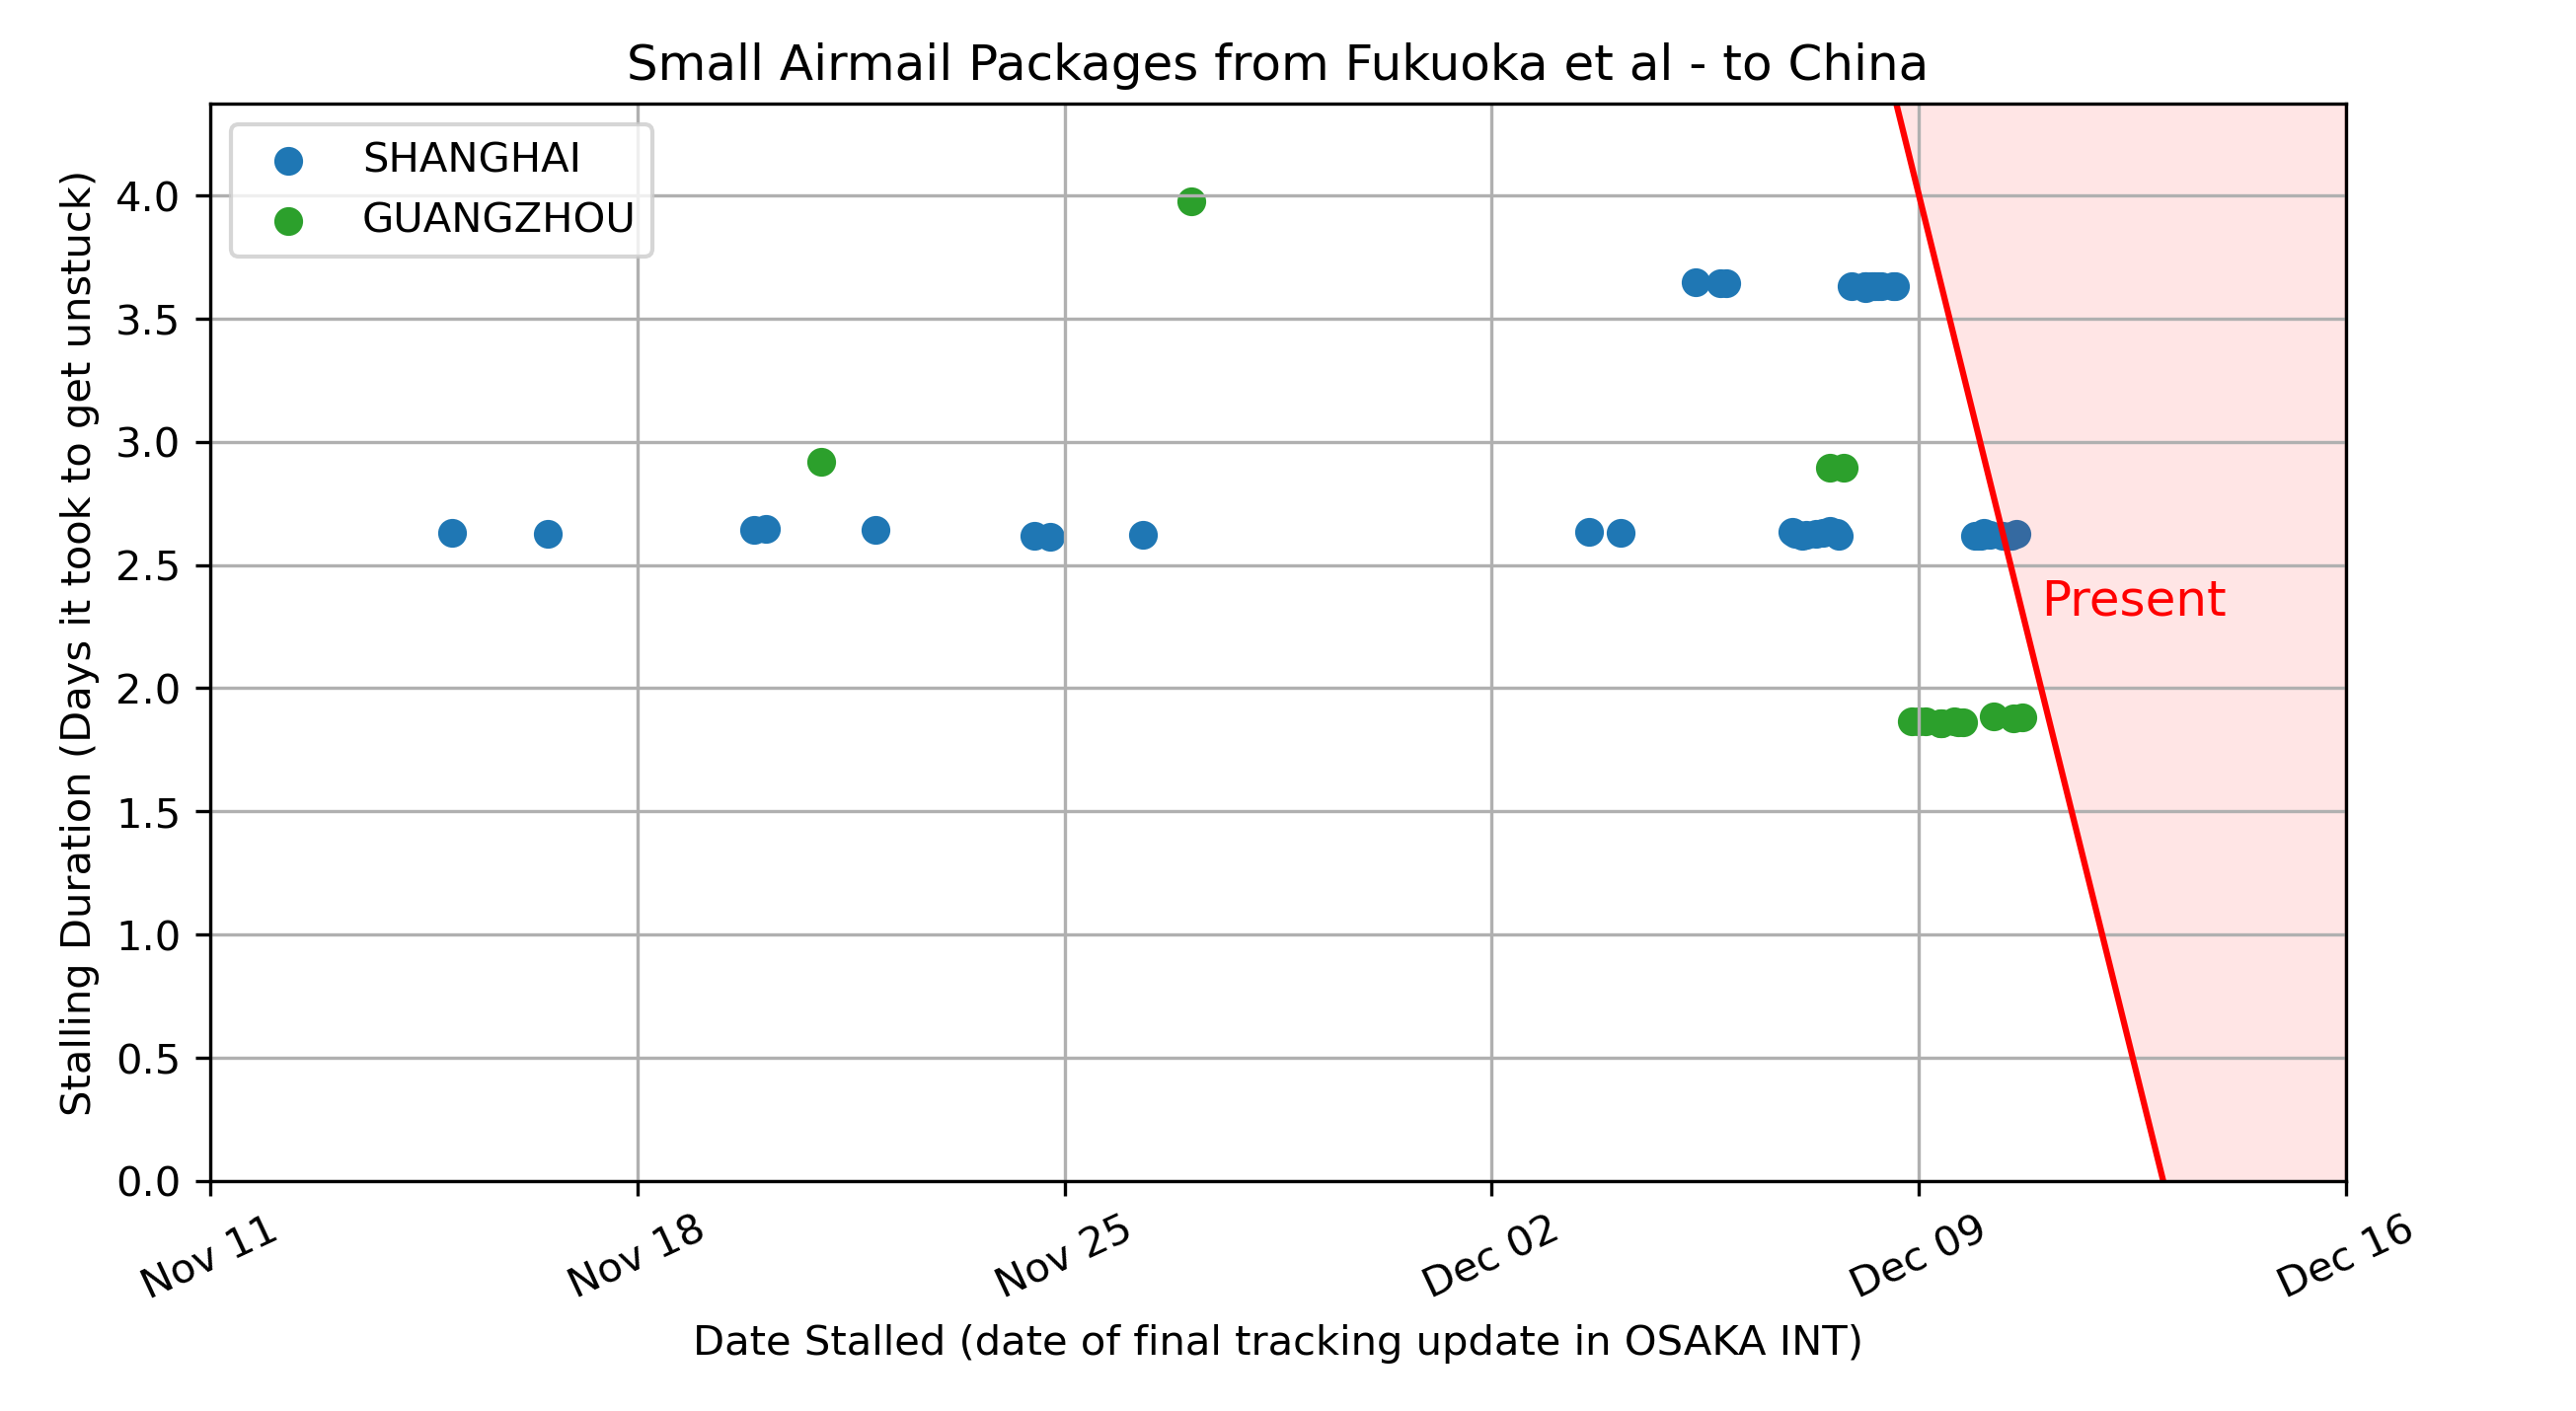 Small Airmail Packages from Fukuoka et al - to China
SHANGHAI
GUANGZHOU
Stalling Duration (Days it took to get unstuck)
4.0
3.5
3.0
2.5
2.0
1.5
1.0
0.5
0.0
Present
Nov 11
Nov 18
Nov 25
Dec 02
Dec 09
Dec 16
Date Stalled (date of final tracking update in OSAKA INT)